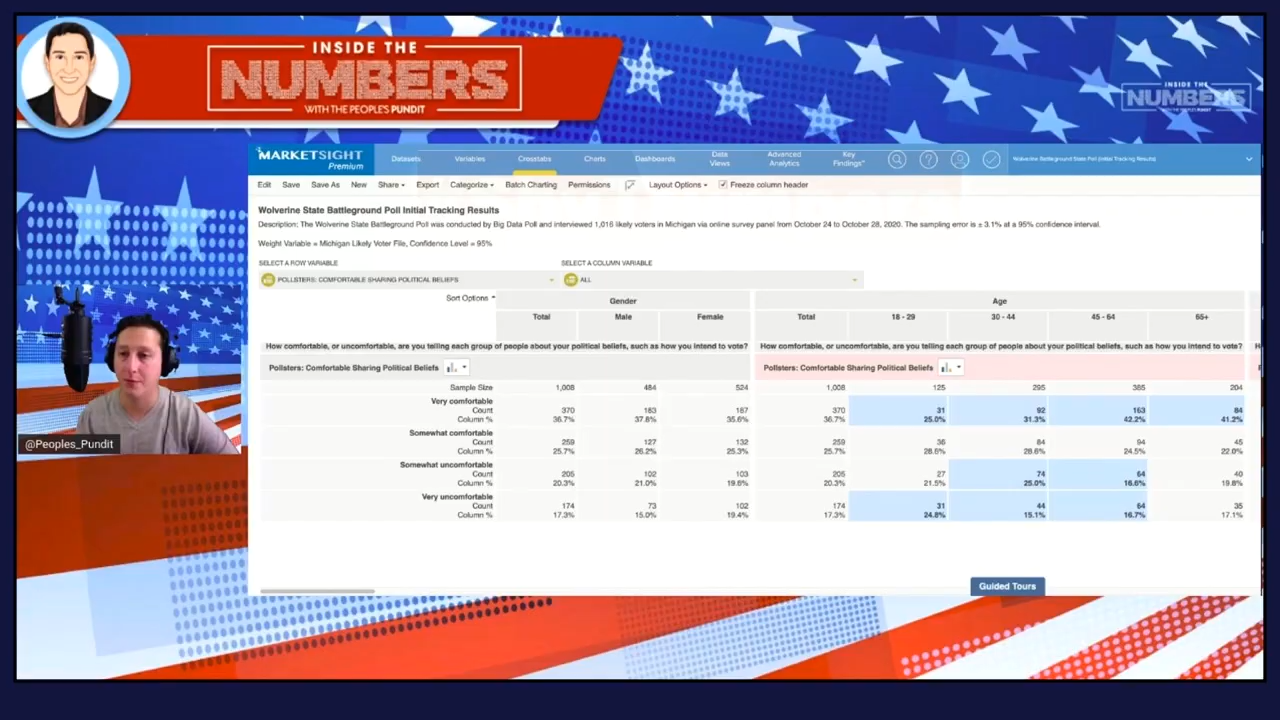 INSIDE THE
NUMBERS
WITH THE PEOPLE'S PUNDIT
INSIDE THE
NUMBERS
WITH THE PEOPLE'S PUNDIT
MARKETSIGHT
Premium
Datasets Variables Crosstabs Charts Dashboards Data Views Advanced Analytics Key Findings" Wolverine Battleground State Poll (Initial Tracking Results)
Edit Save Save As New Share Export Categorize Batch Charting Permissions Layout Options Freeze column header
Wolverine State Battleground Poll Initial Tracking Results
Description: The Wolverine State Battleground Poll was conducted by Big Data Poll and interviewed 1,016 likely voters in Michigan via online survey panel from October 24 to October 28, 2020. The sampling error is ± 3.1% at a 95% confidence interval.
Weight Variable = Michigan Likely Voter File, Confidence Level = 95%
SELECT A ROW VARIABLE SELECT A COLUMN VARIABLE
POLLSTERS: COMFORTABLE SHARING POLITICAL BELIEFS ALL
Sort Options Gender Age
Total Male Female Total 18 - 29 30 - 44 45 - 64 65+
How comfortable, or uncomfortable, are you telling each group of people about your political beliefs, such as how you intend to vote? How comfortable, or uncomfortable, are you telling each group of people about your political beliefs, such as how you intend to vote? H
Pollsters: Comfortable Sharing Political Beliefs Pollsters: Comfortable Sharing Political Beliefs
Sample Size 1,008 484 524 1,008 125 295 385 204
Very comfortable
Count 370 183 187 370 31 92 163 84
Column % 36.7% 37.8% 35.6% 36.7% 25.0% 31.3% 42.2% 41.2%
Somewhat comfortable
Count 259 127 132 259 36 84 94 45
Column % 25.7% 26.2% 25.3% 25.7% 28.6% 28.6% 24.5% 22.0%
Somewhat uncomfortable
Count 205 102 103 205 27 74 64 40
Column % 20.3% 21.0% 19.6% 20.3% 21.5% 25.0% 16.6% 19.8%
Very uncomfortable
Count 174 73 102 174 31 44 64 35
Column % 17.3% 15.0% 19.4% 17.3% 24.8% 15.1% 16.7% 17.1%
@Peoples_Pundit
Guided Tours